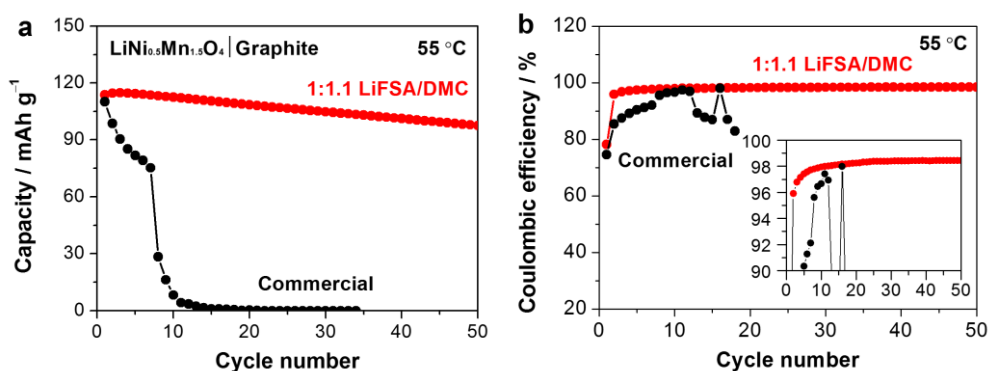 a
150
120
90
60
30
0
Capacity / mAh g⁻¹
LiNi₀.₅Mn₁.₅O₄|Graphite 55 °C
1:1.1 LiFSA/DMC
Commercial
0 10 20 30 40 50
Cycle number
b
120
100
80
60
40
20
Coulombic efficiency / %
55 °C
1:1.1 LiFSA/DMC
Commercial
100
99
98
96
94
92
90
0 10 20 30 40 50
0 10 20 30 40 50
Cycle number